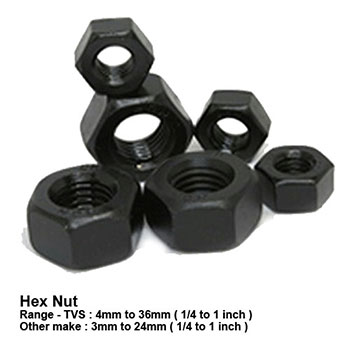 Hex Nut
Range - TVS : 4mm to 36mm ( 1/4 to 1 inch )
Other make : 3mm to 24mm ( 1/4 to 1 inch )